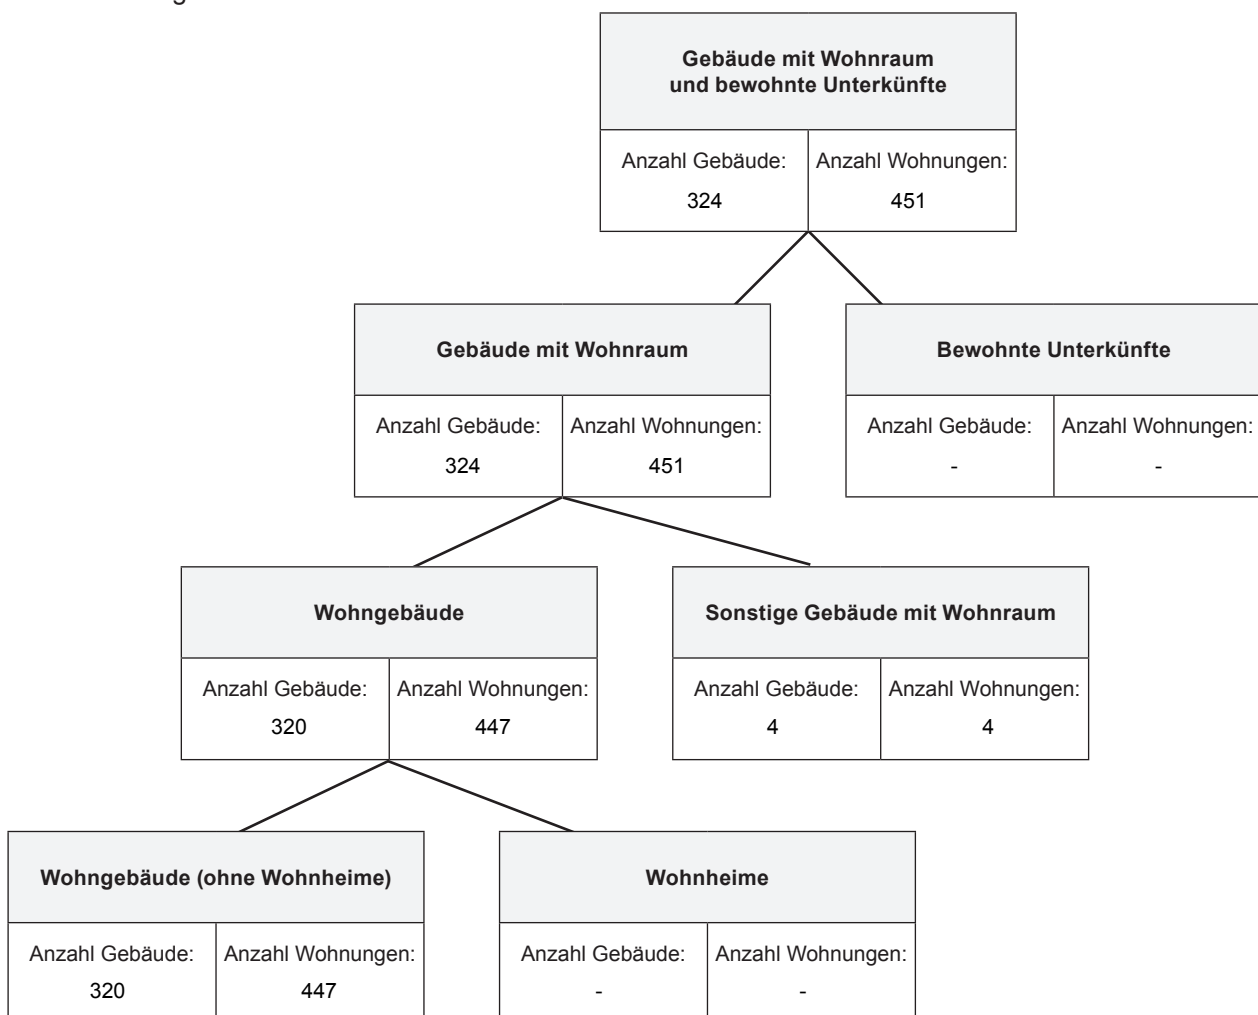 Gebäude mit Wohnraum
und bewohnte Unterkünfte
Anzahl Gebäude: Anzahl Wohnungen:
324 451
Gebäude mit Wohnraum Bewohnte Unterkünfte
Anzahl Gebäude: Anzahl Wohnungen: Anzahl Gebäude: Anzahl Wohnungen:
324 451 - -
Wohngebäude Sonstige Gebäude mit Wohnraum
Anzahl Gebäude: Anzahl Wohnungen: Anzahl Gebäude: Anzahl Wohnungen:
320 447 4 4
Wohngebäude (ohne Wohnheime) Wohnheime
Anzahl Gebäude: Anzahl Wohnungen: Anzahl Gebäude: Anzahl Wohnungen:
320 447 - -